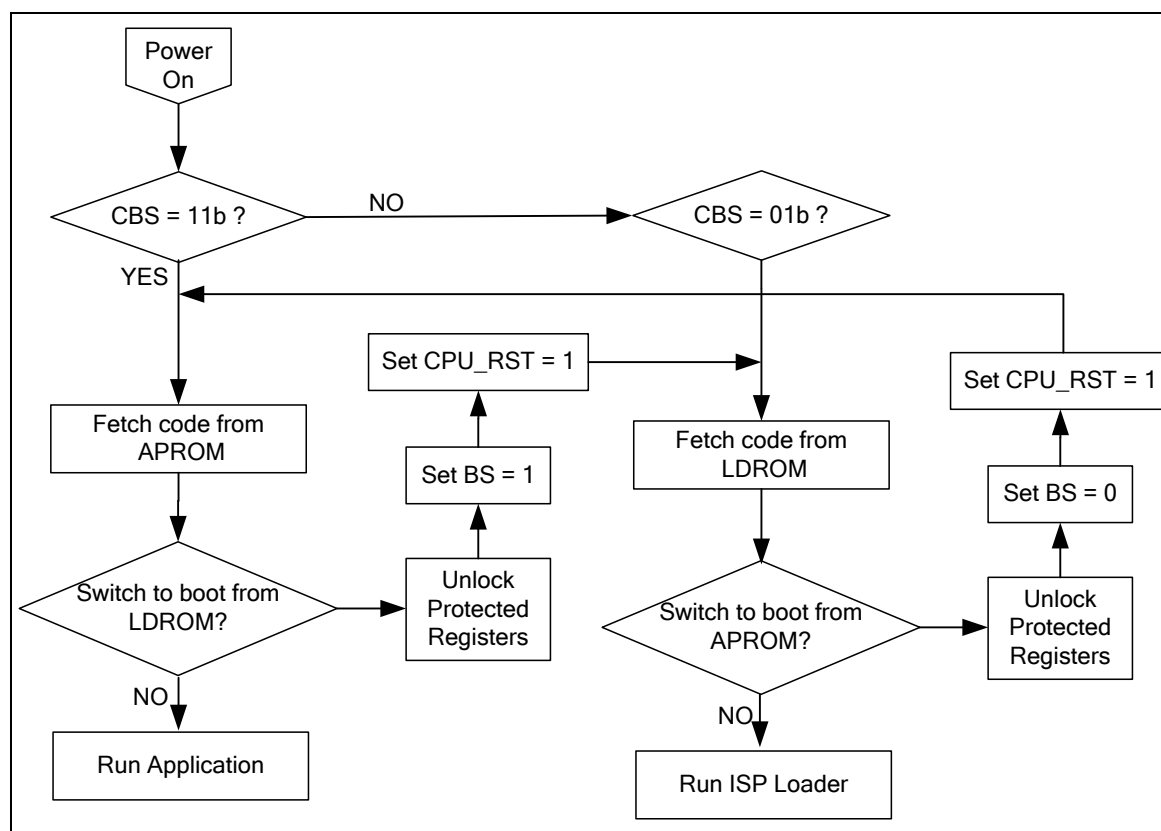 Power
On
CBS = 11b ?
NO
CBS = 01b ?
YES
Set CPU_RST = 1
Set CPU_RST = 1
Fetch code from
APROM
Fetch code from
LDROM
Set BS = 1
Set BS = 0
Switch to boot from
LDROM?
Unlock
Protected
Registers
Switch to boot from
APROM?
Unlock
Protected
Registers
NO
NO
Run Application
Run ISP Loader